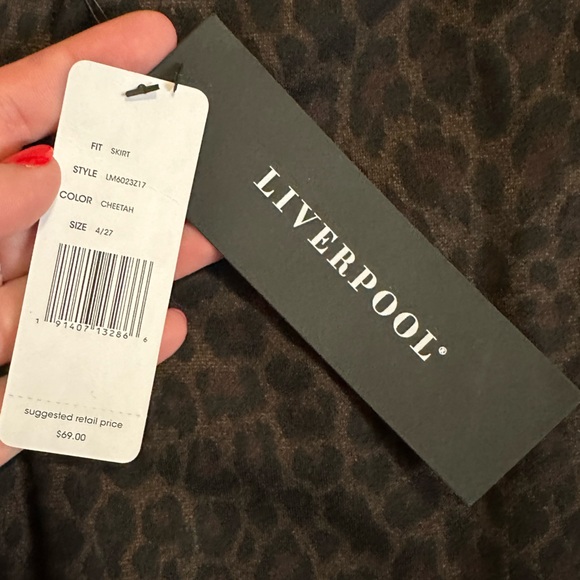 FIT SKIRT
STYLE LM6023Z17
COLOR CHEETAH
SIZE 4/27
1 91407 13286 6
suggested retail price
$69.00
LIVERPOOL®